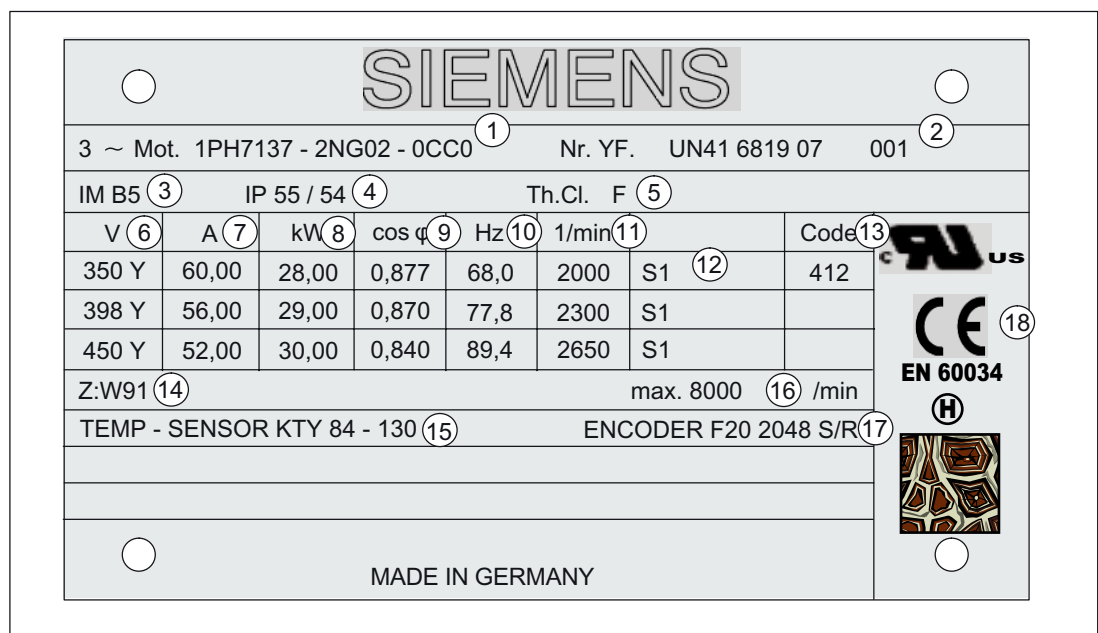 SIEMENS
3 ~ Mot. 1PH7137 - 2NG02 - 0CC0 1 Nr. YF. UN41 6819 07 001 2
IM B5 3 IP 55 / 54 4 Th.Cl. F 5
V 6 A 7 kW 8 cos φ 9 Hz 10 1/min 11 Code 13
350 Y 60,00 28,00 0,877 68,0 2000 S1 12 412
398 Y 56,00 29,00 0,870 77,8 2300 S1
450 Y 52,00 30,00 0,840 89,4 2650 S1
Z:W91 14 max. 8000 16 /min
TEMP - SENSOR KTY 84 - 130 15 ENCODER F20 2048 S/R 17
MADE IN GERMANY
c RU us
CE 18
EN 60034
H